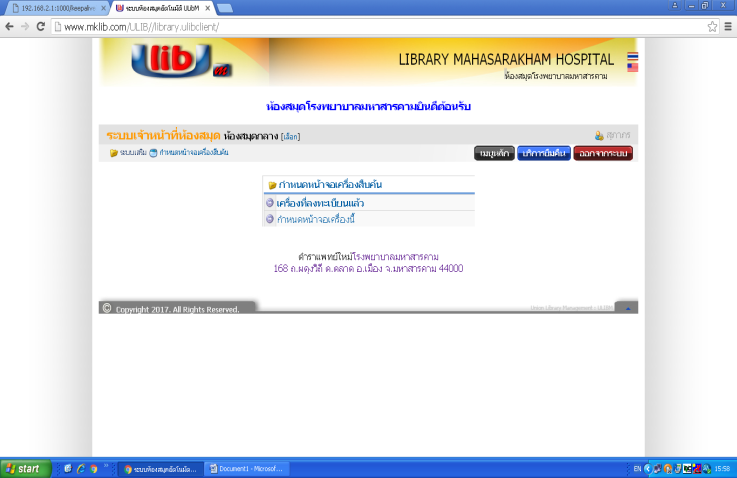 192.168.2.1:1000/keepalive
ระบบห้องสมุดอัตโนมัติ ULibM
www.mklib.com/ULIB//library.ulibclient/
Ulib m
LIBRARY MAHASARAKHAM HOSPITAL
ห้องสมุดโรงพยาบาลมหาสารคาม
ห้องสมุดโรงพยาบาลมหาสารคามยินดีต้อนรับ
ระบบเจ้าหน้าที่ห้องสมุด ห้องสมุดกลาง [เลือก]
สุภากร
ระบบเสริม กำหนดหน้าจอเครื่องสืบค้น
เมนูหลัก บริการยืมคืน ออกจากระบบ
กำหนดหน้าจอเครื่องสืบค้น
เครื่องที่ลงทะเบียนแล้ว
กำหนดหน้าจอเครื่องนี้
ตำราแพทย์ใหม่โรงพยาบาลมหาสารคาม
168 ถ.ผดุงวิถี ต.ตลาด อ.เมือง จ.มหาสารคาม 44000
© Copyright 2017. All Rights Reserved.
Union Library Management : ULIBM
start
ระบบห้องสมุดอัตโนมัต...
Document1 - Microsof...
EN
15:58